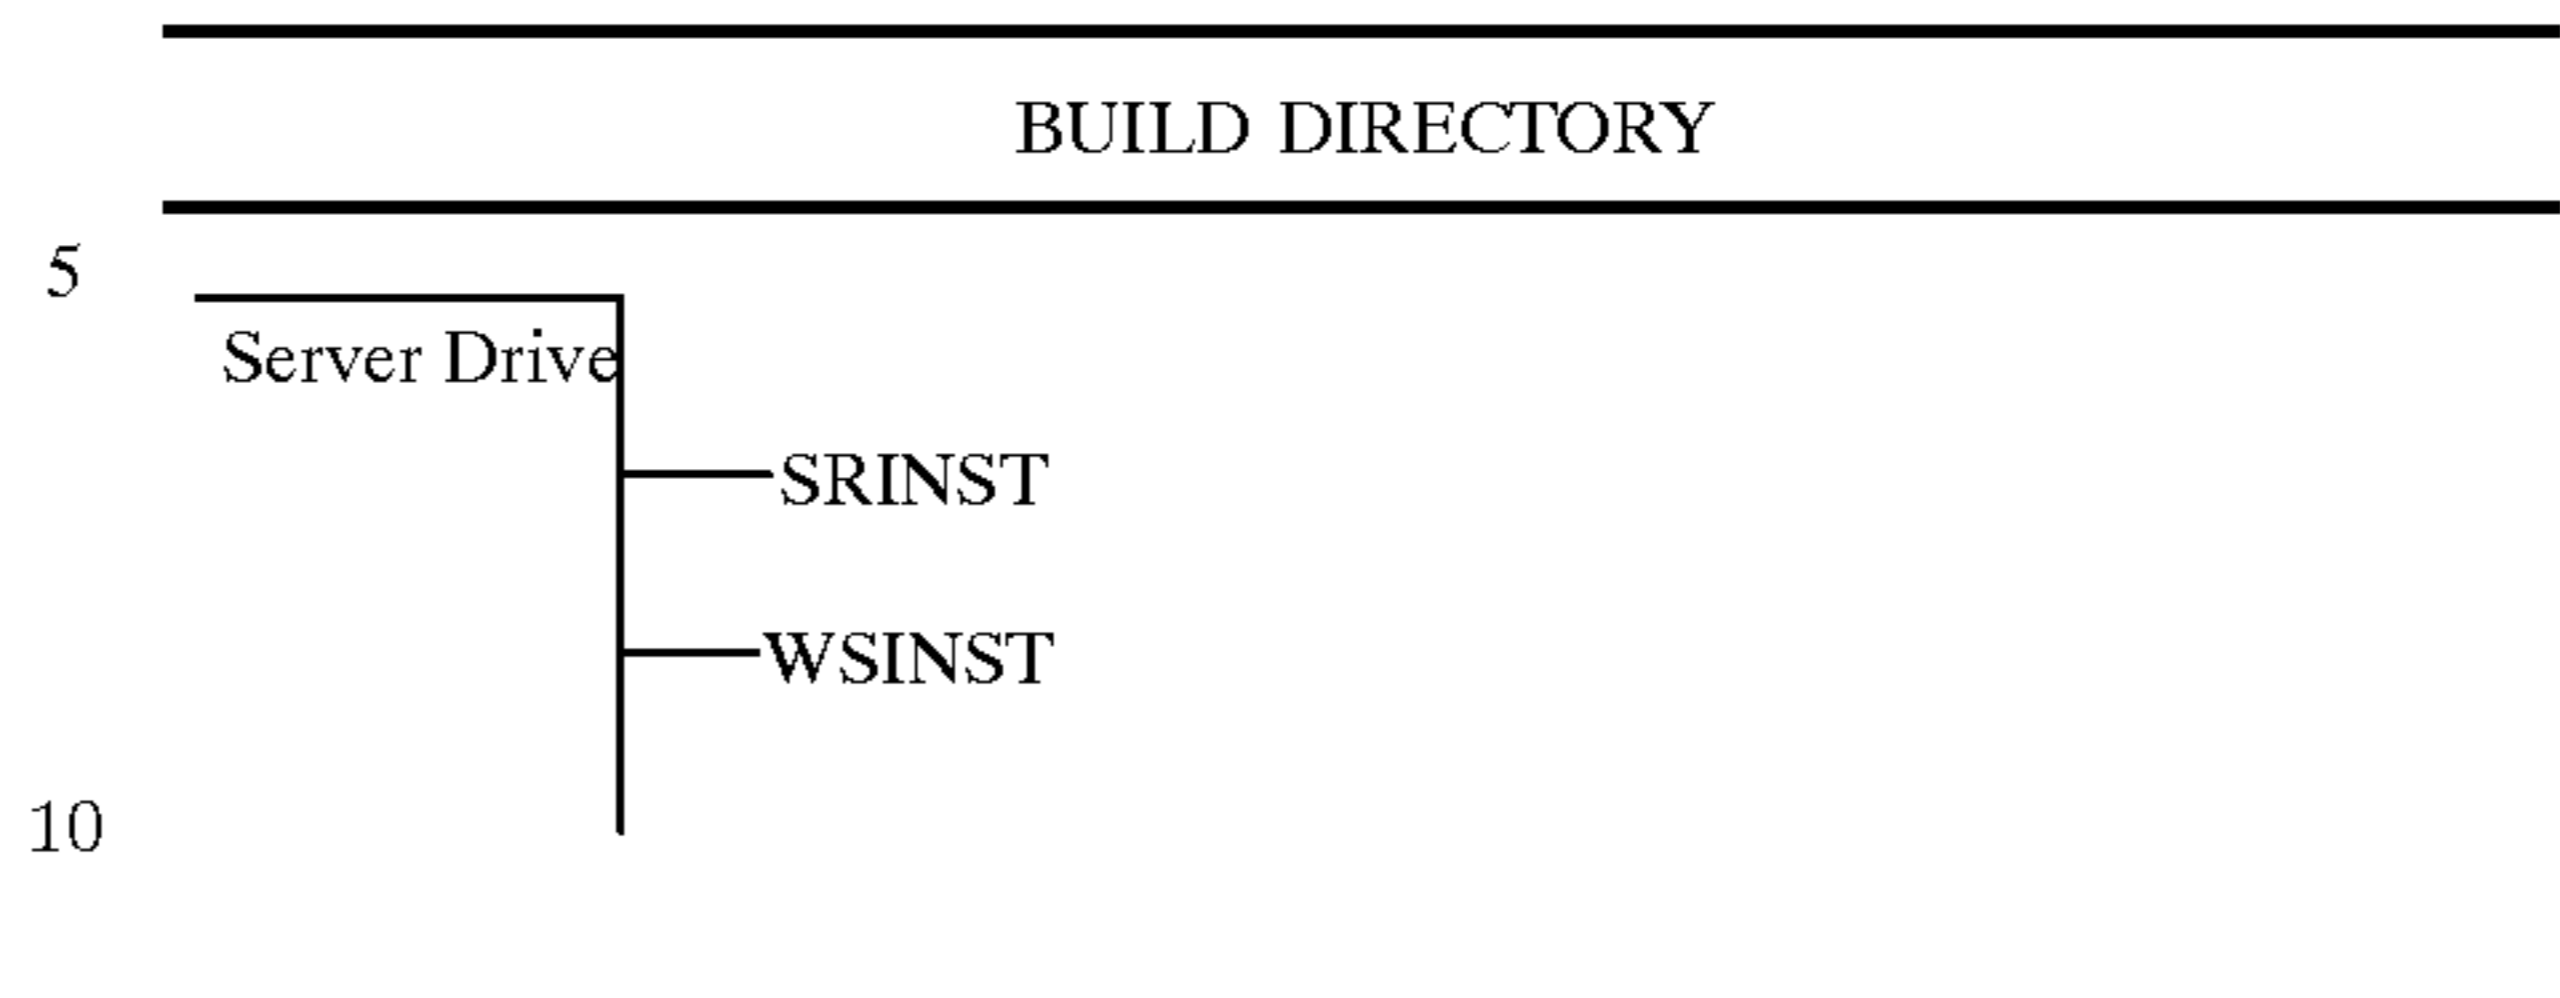 BUILD DIRECTORY
5
Server Drive
SRINST
WSINST
10